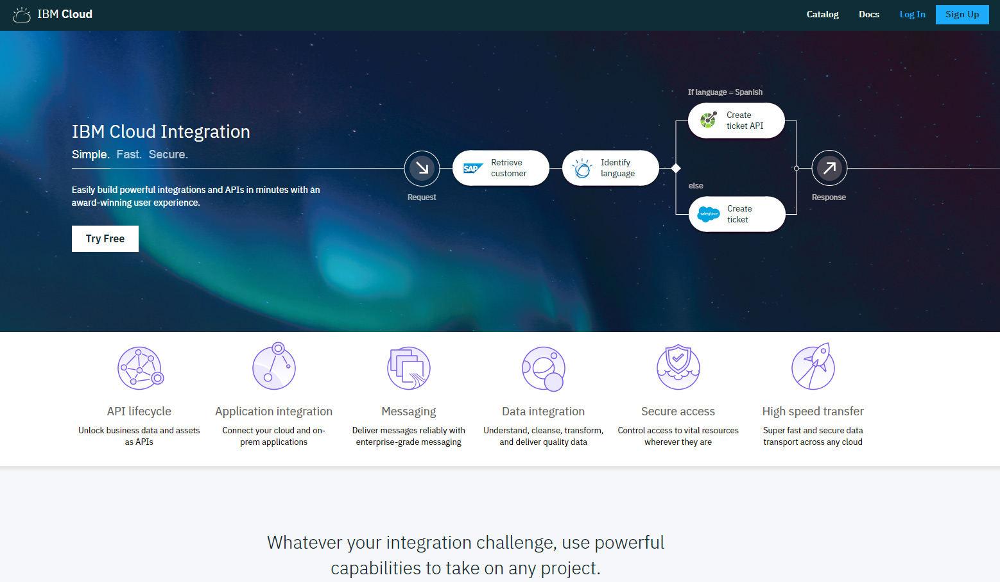 IBM Cloud
Catalog
Docs
Log In
Sign Up
IBM Cloud Integration
Simple. Fast. Secure.
Easily build powerful integrations and APIs in minutes with an
award-winning user experience.
Try Free
Request
SAP
Retrieve
customer
Identify
language
If language = Spanish
Create
ticket API
else
salesforce
Create
ticket
Response
API lifecycle
Unlock business data and assets
as APIs
Application integration
Connect your cloud and on-
prem applications
Messaging
Deliver messages reliably with
enterprise-grade messaging
Data integration
Understand, cleanse, transform,
and deliver quality data
Secure access
Control access to vital resources
wherever they are
High speed transfer
Super fast and secure data
transport across any cloud
Whatever your integration challenge, use powerful
capabilities to take on any project.